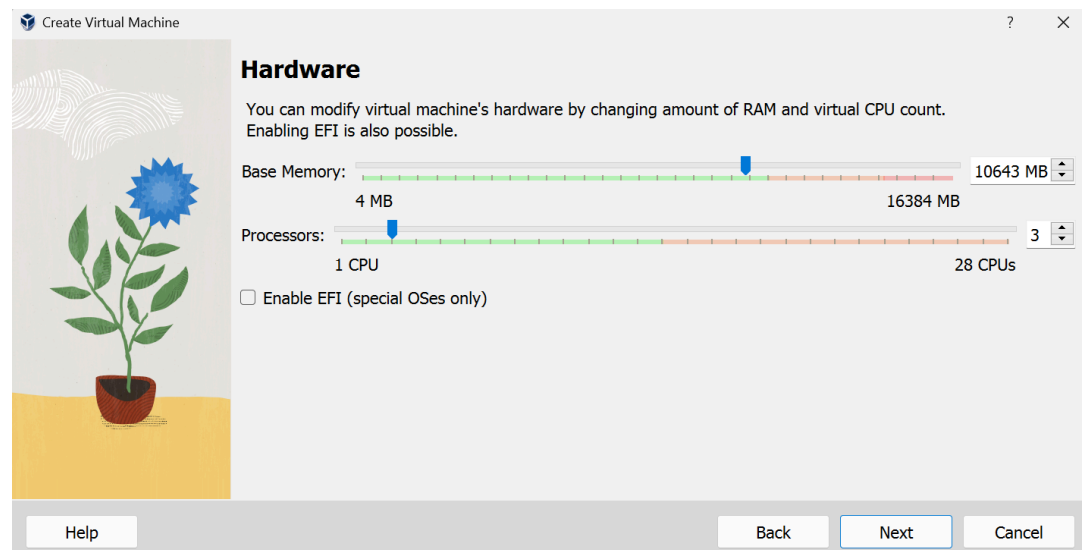 Create Virtual Machine
?
Hardware
You can modify virtual machine's hardware by changing amount of RAM and virtual CPU count.
Enabling EFI is also possible.
Base Memory: 10643 MB
4 MB 16384 MB
Processors: 3
1 CPU 28 CPUs
Enable EFI (special OSes only)
Help Back Next Cancel